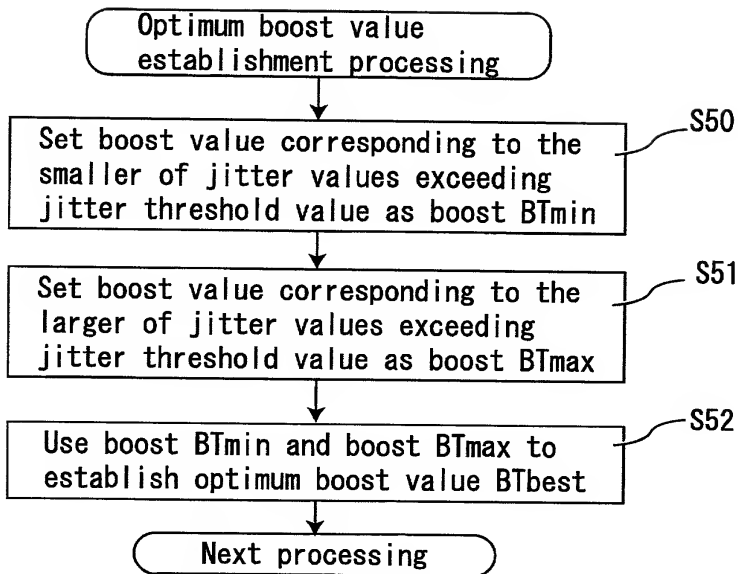 Optimum boost value
establishment processing
S50
Set boost value corresponding to the
smaller of jitter values exceeding
jitter threshold value as boost BTmin
S51
Set boost value corresponding to the
larger of jitter values exceeding
jitter threshold value as boost BTmax
S52
Use boost BTmin and boost BTmax to
establish optimum boost value BTbest
Next processing